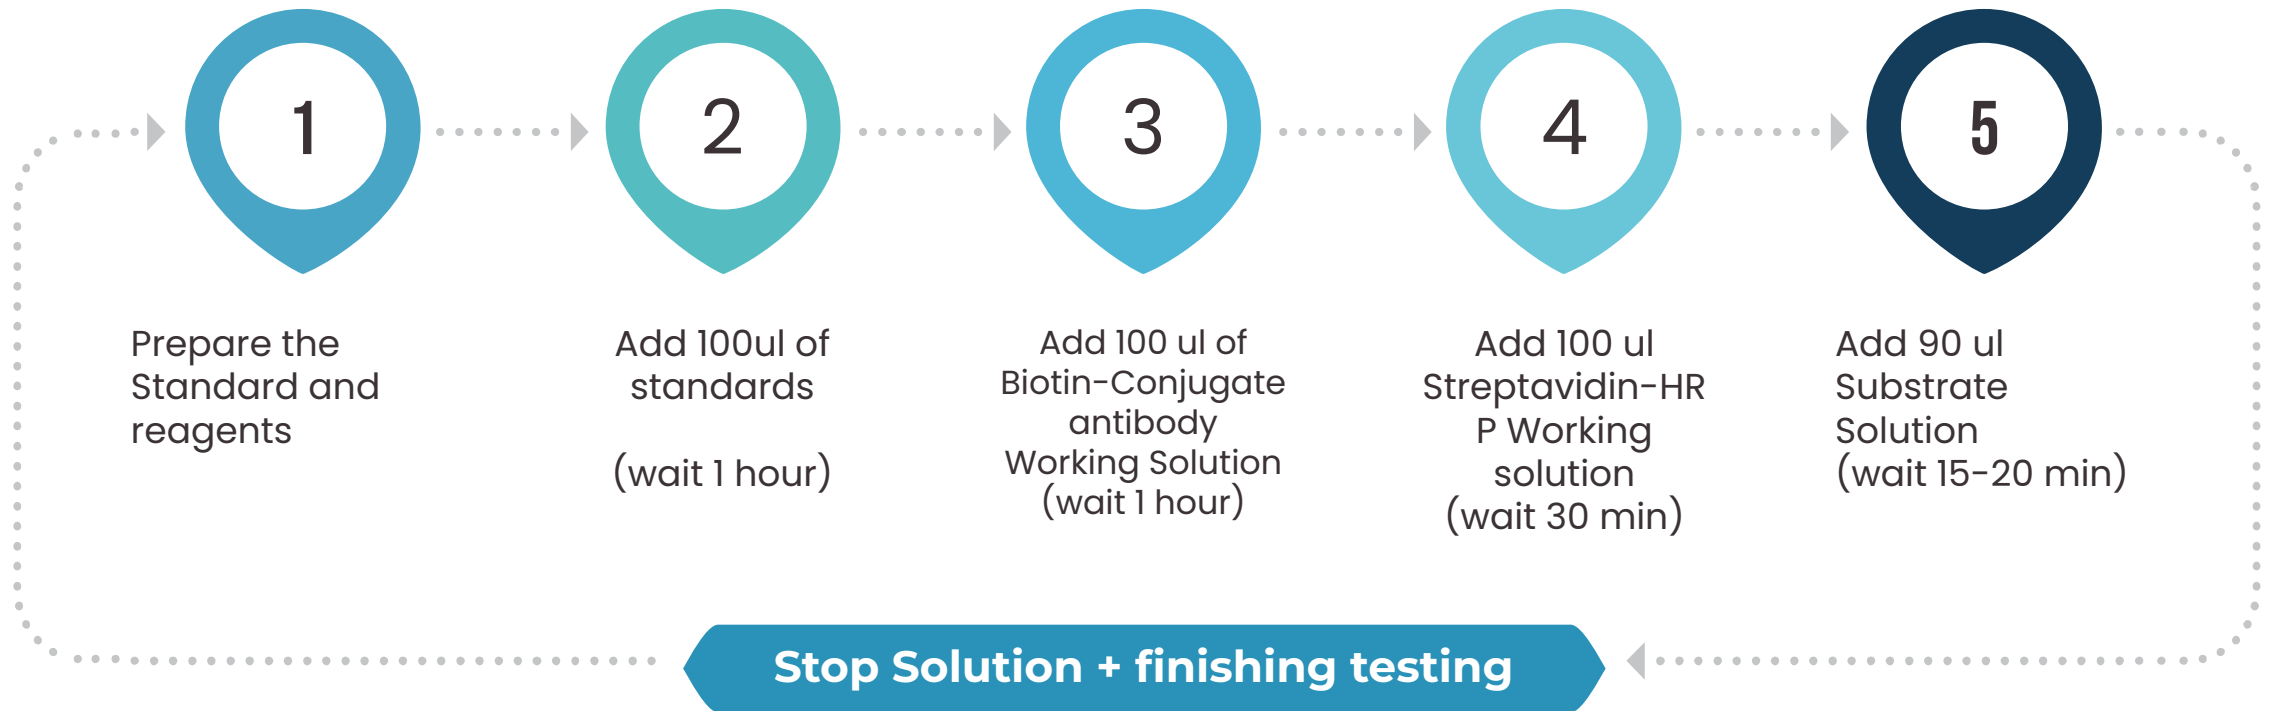 1
2
3
4
5
Prepare the
Standard and
reagents
Add 100ul of
standards
(wait 1 hour)
Add 100 ul of
Biotin-Conjugate
antibody
Working Solution
(wait 1 hour)
Add 100 ul
Streptavidin-HR
P Working
solution
(wait 30 min)
Add 90 ul
Substrate
Solution
(wait 15-20 min)
Stop Solution + finishing testing